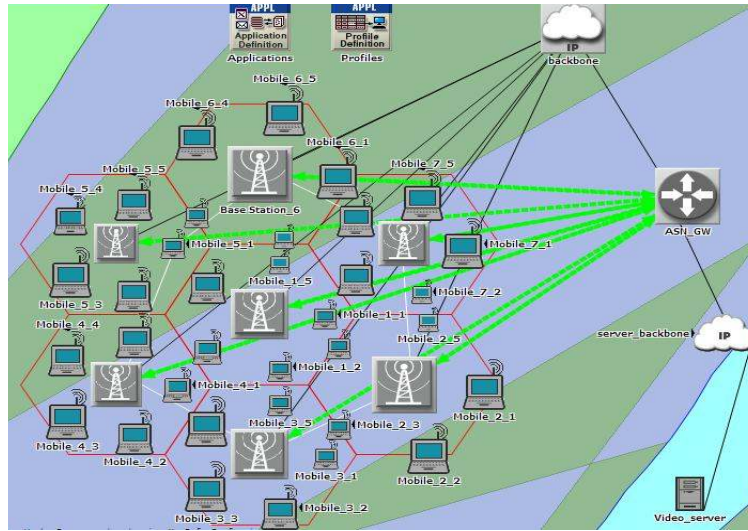 APPL
APPL
Application
Definition
Profile
Definition
Applications
Profiles
IP
backbone
Mobile_6_5
Mobile_6_4
Mobile_6_1
Mobile_5_5
Mobile_7_5
Mobile_5_4
Base Station_6
ASN_GW
Mobile_5_1
Mobile_7_1
Mobile_1_5
Mobile_5_3
Mobile_7_2
Mobile_4_4
Mobile_1_1
server_backbone
IP
Mobile_2_5
Mobile_1_2
Mobile_4_1
Mobile_2_1
Mobile_3_5
Mobile_2_3
Mobile_4_3
Mobile_4_2
Mobile_3_1
Mobile_2_2
Mobile_3_3
Mobile_3_2
Video_server